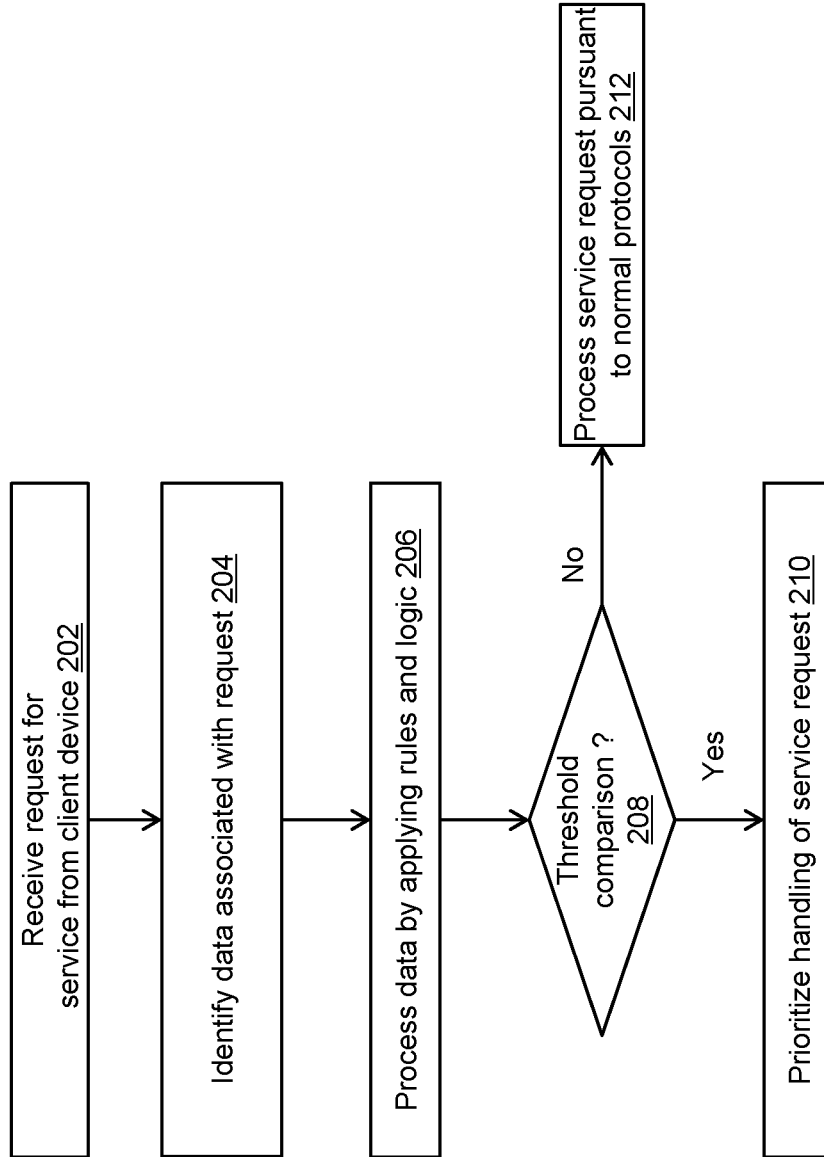 Receive request for
service from client device 202
Identify data associated with request 204
Process data by applying rules and logic 206
Threshold
comparison ?
208
No
Process service request pursuant
to normal protocols 212
Yes
Prioritize handling of service request 210